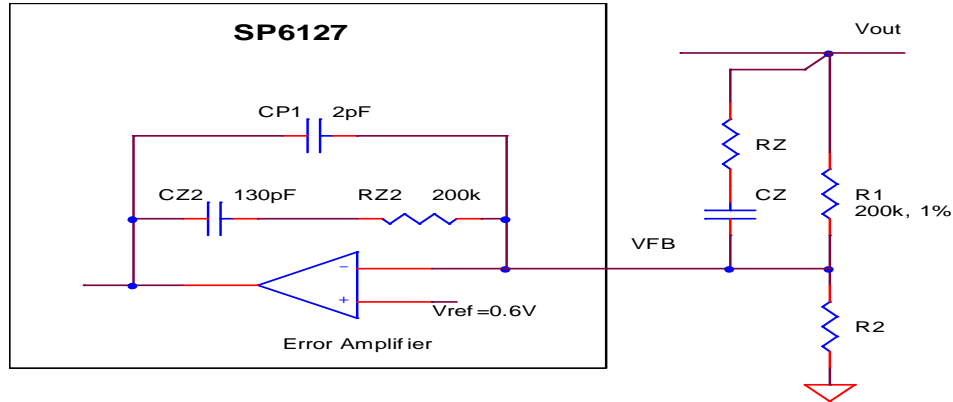 SP6127
Vout
CP1 2pF
RZ
CZ2 130pF RZ2 200k
CZ
R1
200k, 1%
VFB
Vref=0.6V
R2
Error Amplifier